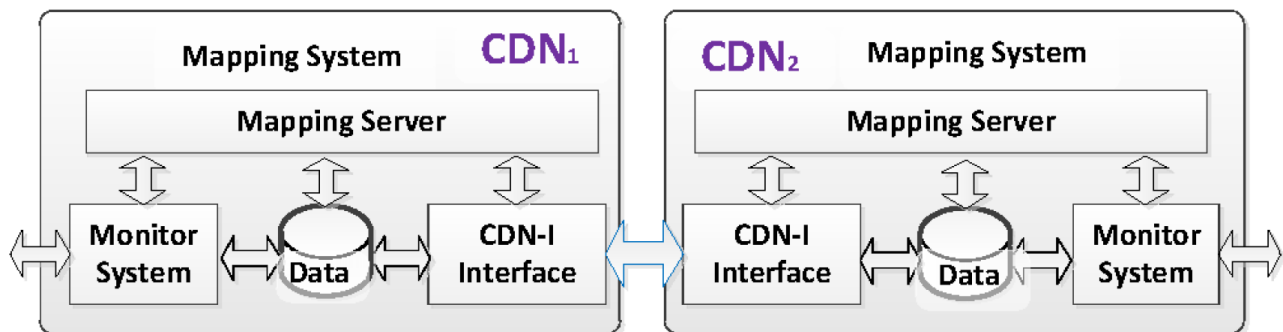 Mapping System
CDN₁
Mapping Server
Monitor
System
Data
CDN-I
Interface
CDN₂
Mapping System
Mapping Server
CDN-I
Interface
Data
Monitor
System